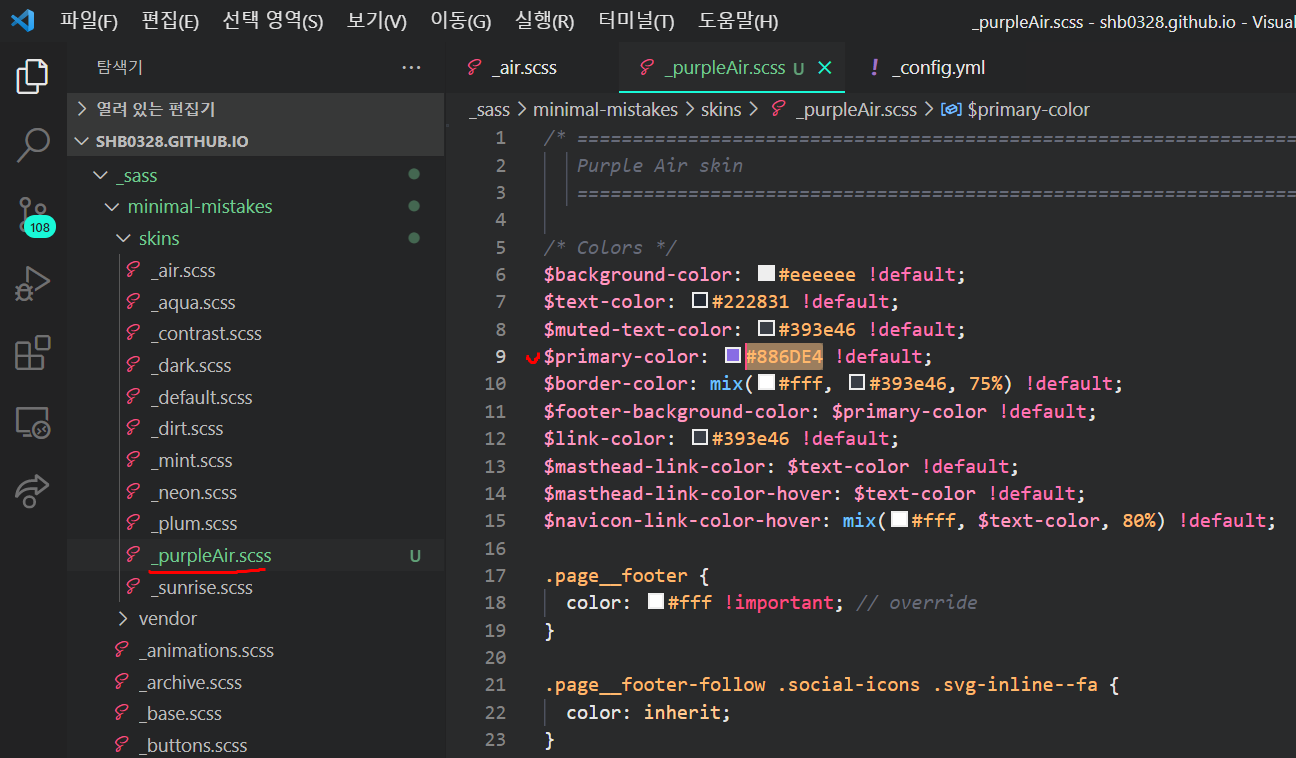 파일(F) 편집(E) 선택 영역(S) 보기(V) 이동(G) 실행(R) 터미널(T) 도움말(H) _purpleAir.scss - shb0328.github.io - Visual
탐색기 ···
_air.scss _purpleAir.scss U ! _config.yml
열려 있는 편집기
SHB0328.GITHUB.IO
_sass
minimal-mistakes
skins
_air.scss
_aqua.scss
_contrast.scss
_dark.scss
_default.scss
_dirt.scss
_mint.scss
_neon.scss
_plum.scss
_purpleAir.scss U
_sunrise.scss
vendor
_animations.scss
_archive.scss
_base.scss
_buttons.scss
108
_sass > minimal-mistakes > skins > _purpleAir.scss > $primary-color
1 /* ==================================================================
2 Purple Air skin
3 ==================================================================
4
5 /* Colors */
6 $background-color: #eeeeee !default;
7 $text-color: #222831 !default;
8 $muted-text-color: #393e46 !default;
9 $primary-color: #886DE4 !default;
10 $border-color: mix(#fff, #393e46, 75%) !default;
11 $footer-background-color: $primary-color !default;
12 $link-color: #393e46 !default;
13 $masthead-link-color: $text-color !default;
14 $masthead-link-color-hover: $text-color !default;
15 $navicon-link-color-hover: mix(#fff, $text-color, 80%) !default;
16
17 .page__footer {
18 color: #fff !important; // override
19 }
20
21 .page__footer-follow .social-icons .svg-inline--fa {
22 color: inherit;
23 }